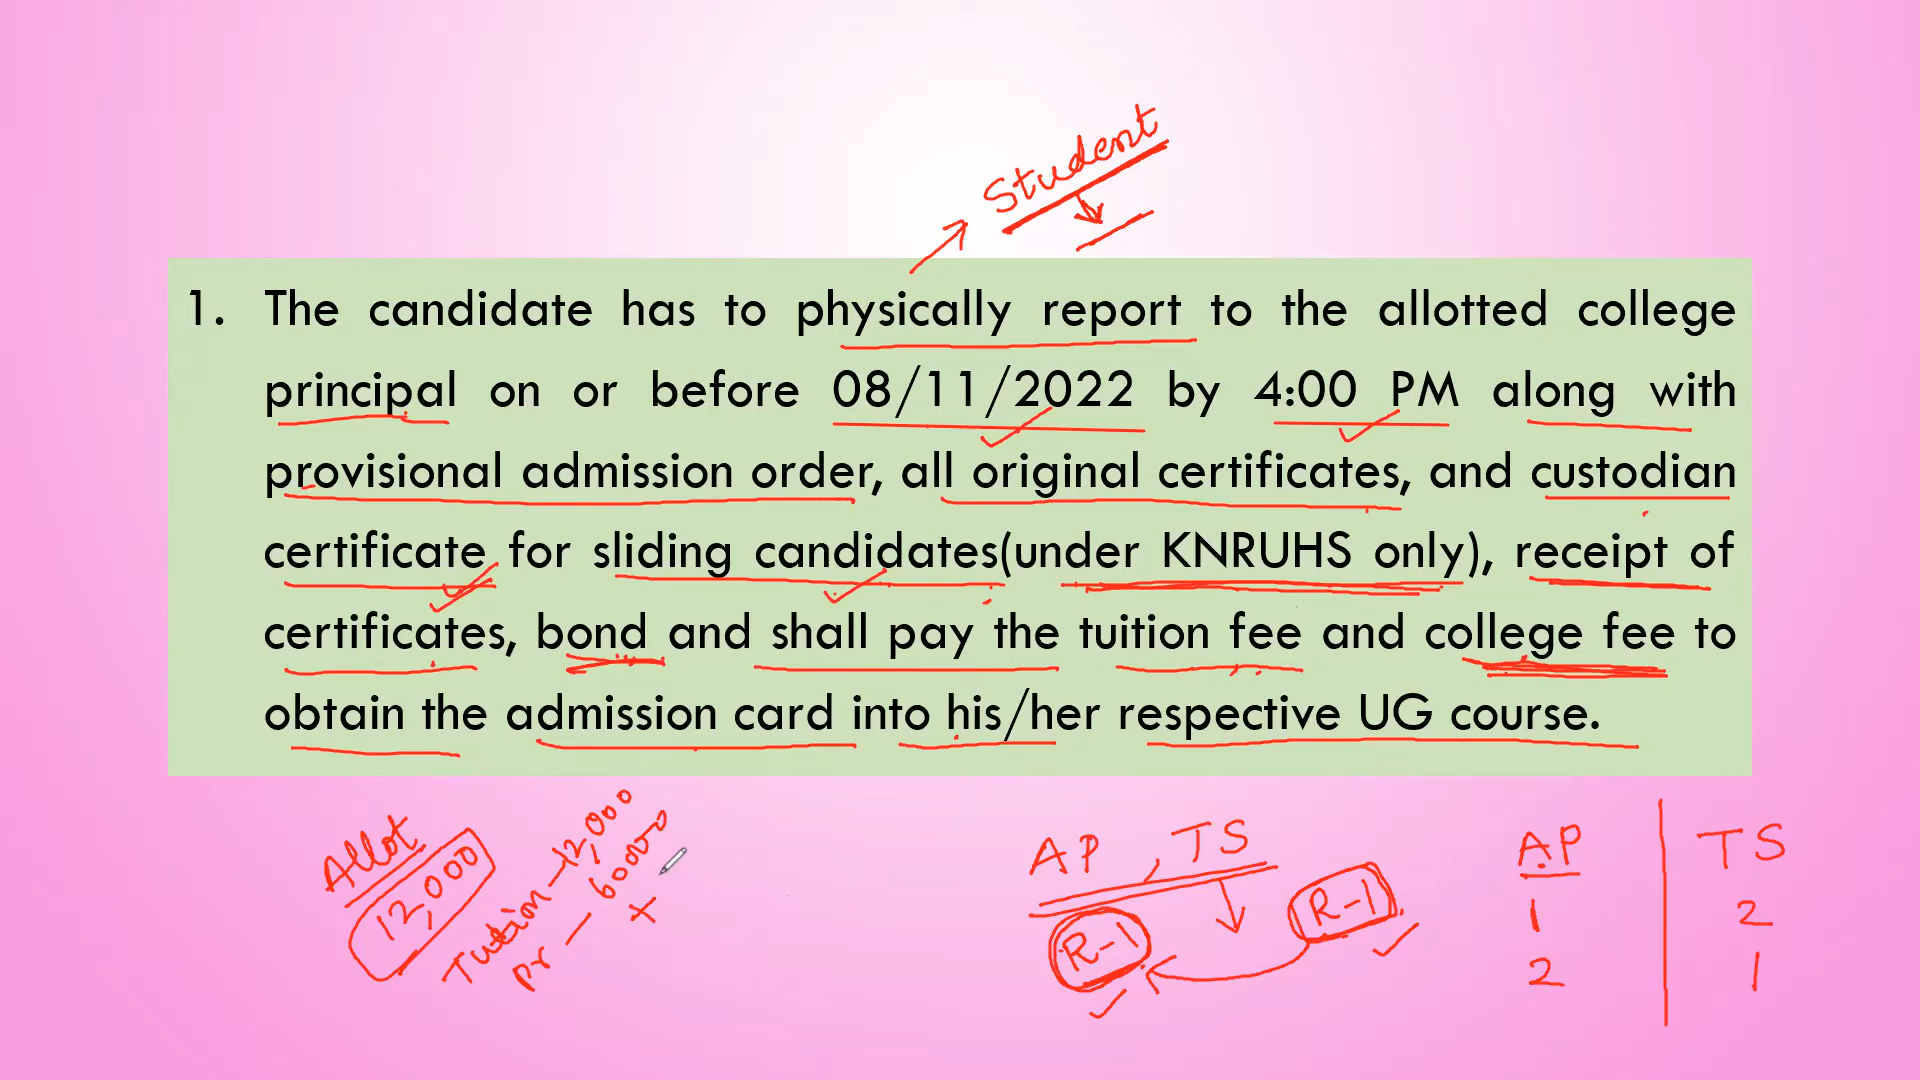 Student
1. The candidate has to physically report to the allotted college
principal on or before 08/11/2022 by 4:00 PM along with
provisional admission order, all original certificates, and custodian
certificate for sliding candidates(under KNRUHS only), receipt of
certificates, bond and shall pay the tuition fee and college fee to
obtain the admission card into his/her respective UG course.
Allot
12,000
Tution - 12,000
pr - 60000
+
AP, TS
R-1
R-1
AP TS
1 2
2 1